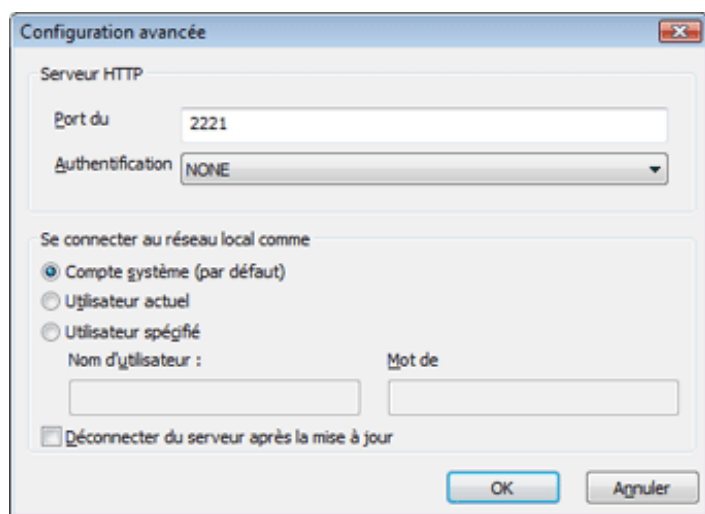 Configuration avancée
Serveur HTTP
Port du 2221
Authentification NONE
Se connecter au réseau local comme
Compte système (par défaut)
Utilisateur actuel
Utilisateur spécifié
Nom d'utilisateur : Mot de
Déconnecter du serveur après la mise à jour
OK Annuler